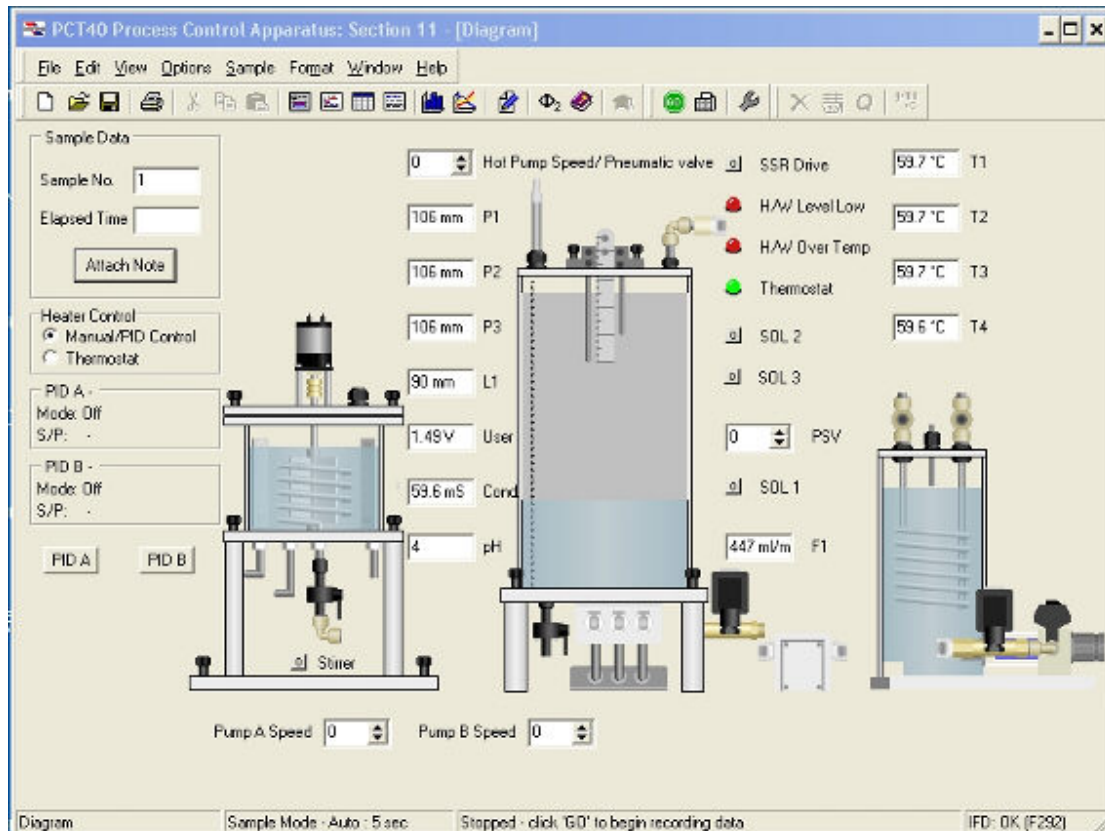 PCT40 Process Control Apparatus: Section 11 - [Diagram]
File Edit View Options Sample Format Window Help
Sample Data
Sample No. 1
Elapsed Time
Attach Note
Heater Control
Manual/PID Control
Thermostat
PID A -
Mode: Off
S/P: -
PID B -
Mode: Off
S/P: -
PID A PID B
0 Hot Pump Speed/ Pneumatic valve
106 mm P1
106 mm P2
106 mm P3
90 mm L1
1.49 V User
59.6 mS Cond
4 pH
SSR Drive
H/W Level Low
H/W Over Temp
Thermostat
SOL 2
SOL 3
0 PSV
SOL 1
447 ml/m F1
59.7 °C T1
59.7 °C T2
59.7 °C T3
59.6 °C T4
Stirrer
Pump A Speed 0 Pump B Speed 0
Diagram Sample Mode - Auto : 5 sec Stopped - click 'GO' to begin recording data IFD: OK (F292)